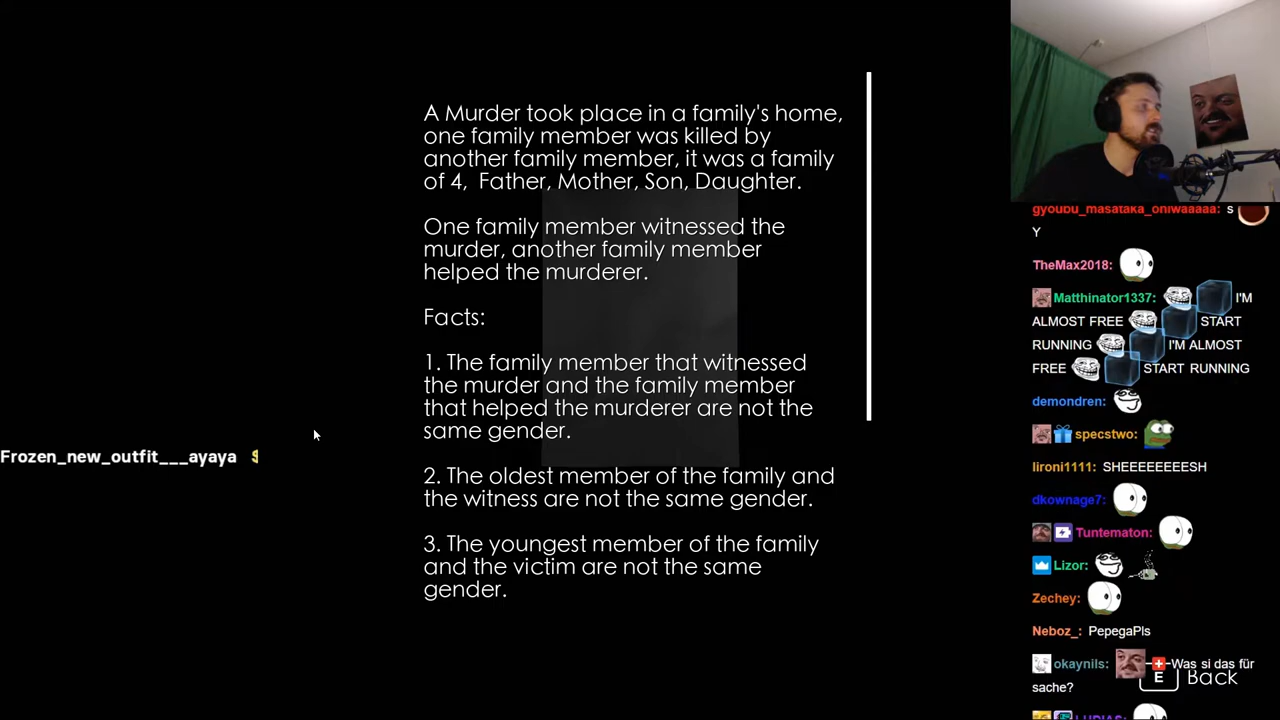 A Murder took place in a family's home,
one family member was killed by
another family member, it was a family
of 4,  Father, Mother, Son, Daughter.
One family member witnessed the
murder, another family member
helped the murderer.
Facts:
1. The family member that witnessed
the murder and the family member
that helped the murderer are not the
same gender.
2. The oldest member of the family and
the witness are not the same gender.
3. The youngest member of the family
and the victim are not the same
gender.
Frozen_new_outfit___ayaya $
gyoubu_masataka_oniwaaaaa: s
Y
TheMax2018:
Matthinator1337: I'M
ALMOST FREE START
RUNNING I'M ALMOST
FREE START RUNNING
demondren:
specstwo:
lironi1111: SHEEEEEEESH
dkownage7:
Tuntematon:
Lizor:
Zechey:
Neboz_: PepegaPls
okaynils: Was si das für
sache?
E Back